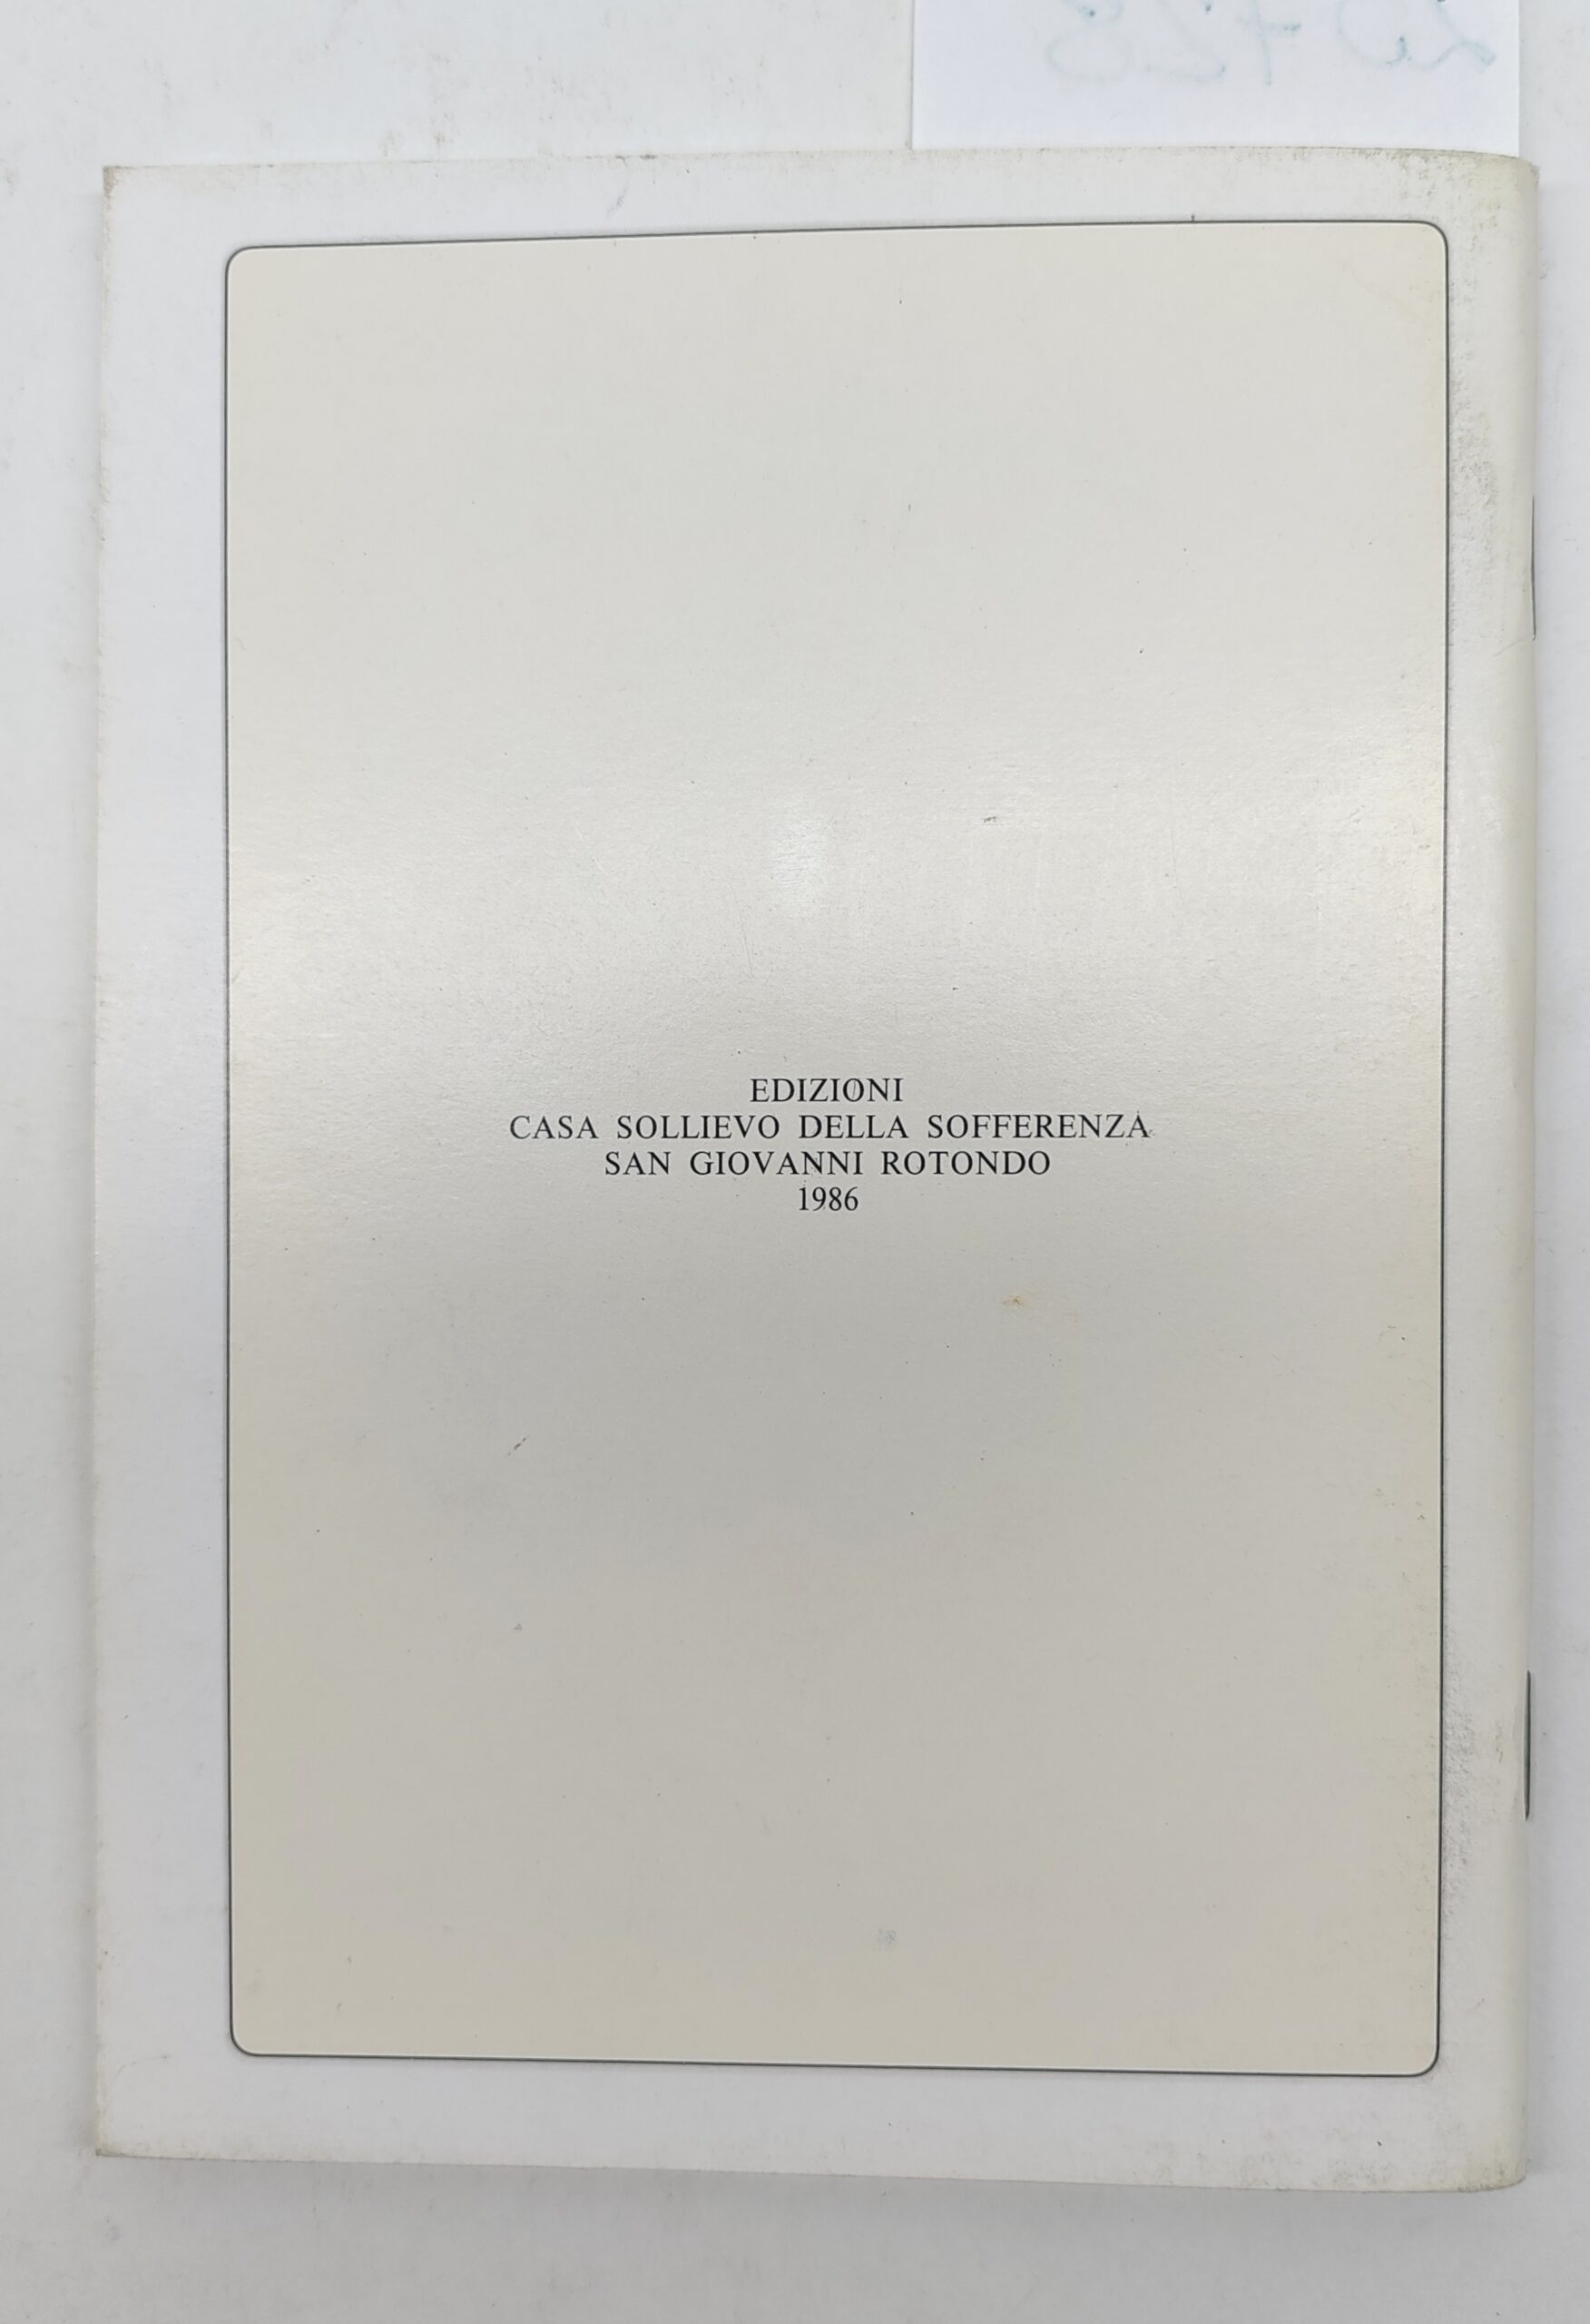 EDIZIONI
CASA SOLLIEVO DELLA SOFFERENZA
SAN GIOVANNI ROTONDO
1986